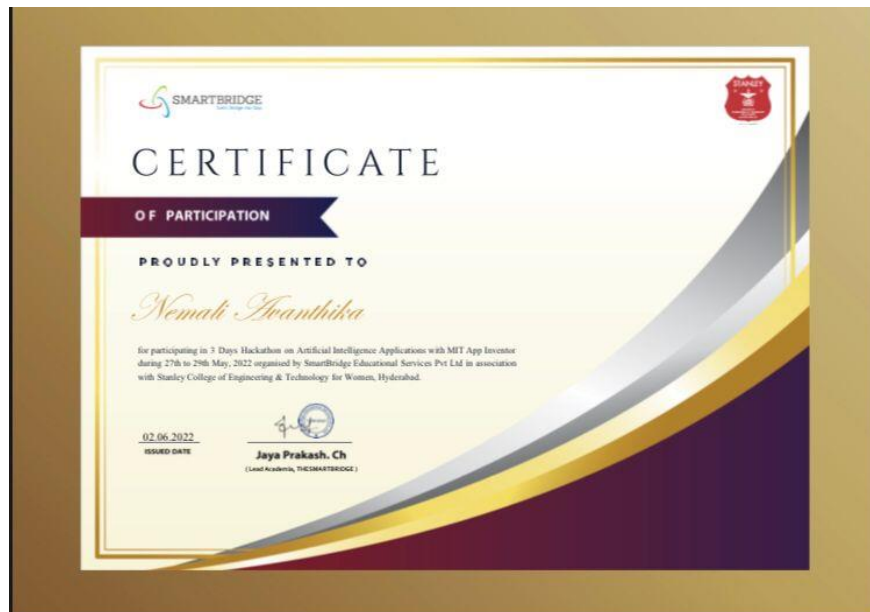 SMARTBRIDGE
STANLEY
CERTIFICATE
OF PARTICIPATION
PROUDLY PRESENTED TO
Nemali Avanthika
for participating in 3 Days Hackathon on Artificial Intelligence Applications with MIT App Inventor
during 27th to 29th May, 2022 organised by SmartBridge Educational Services Pvt Ltd in association
with Stanley College of Engineering & Technology for Women, Hyderabad.
02.06.2022
ISSUED DATE
Jaya Prakash. Ch
( Lead Academia, THESMARTBRIDGE )